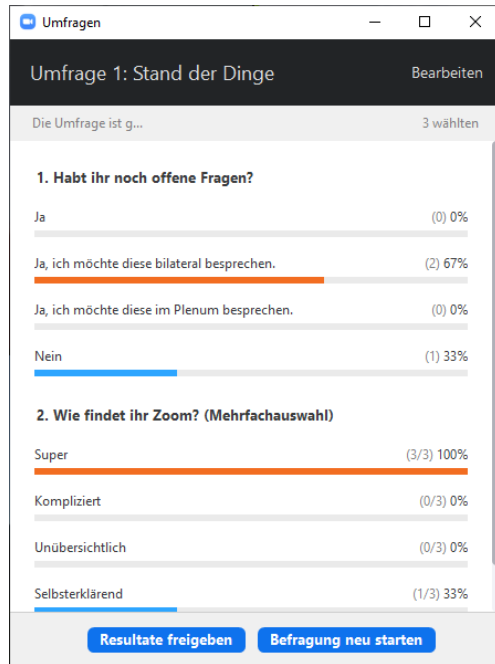 Umfragen
Umfrage 1: Stand der Dinge Bearbeiten
Die Umfrage ist g... 3 wählten
1. Habt ihr noch offene Fragen?
Ja (0) 0%
Ja, ich möchte diese bilateral besprechen. (2) 67%
Ja, ich möchte diese im Plenum besprechen. (0) 0%
Nein (1) 33%
2. Wie findet ihr Zoom? (Mehrfachauswahl)
Super (3/3) 100%
Kompliziert (0/3) 0%
Unübersichtlich (0/3) 0%
Selbsterklärend (1/3) 33%
Resultate freigeben Befragung neu starten